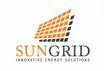 SUNGRID
INNOVATIVE ENERGY SOLUTIONS